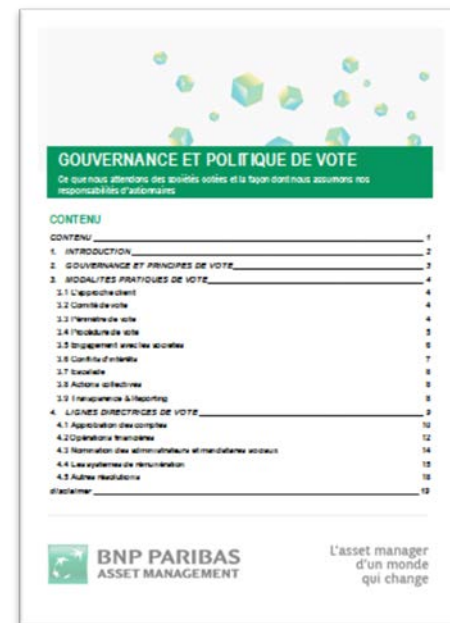 GOUVERNANCE ET POLITIQUE DE VOTE
Ce que nous attendons des sociétés cotées et la façon dont nous assumons nos
responsabilités d'actionnaires
CONTENU
CONTENU 1
1. INTRODUCTION 2
2. GOUVERNANCE ET PRINCIPES DE VOTE 3
3. MODALITES PRATIQUES DE VOTE 4
3.1 L'approche client 4
3.2 Comité de vote 4
3.3 Périmètre de vote 4
3.4 Procédure de vote 5
3.5 Engagement avec les societes 6
3.6 Conflits d'intérêts 7
3.7 Escalade 8
3.8 Actions collectives 8
3.9 Transparence & Reporting 8
4. LIGNES DIRECTRICES DE VOTE 9
4.1 Approbation des comptes 10
4.2 Opérations financières 12
4.3 Nomination des administrateurs et mandataires sociaux 14
4.4 Les systemes de rémunération 15
4.5 Autres résolutions 18
disclaimer 19
BNP PARIBAS
ASSET MANAGEMENT
L'asset manager
d'un monde
qui change